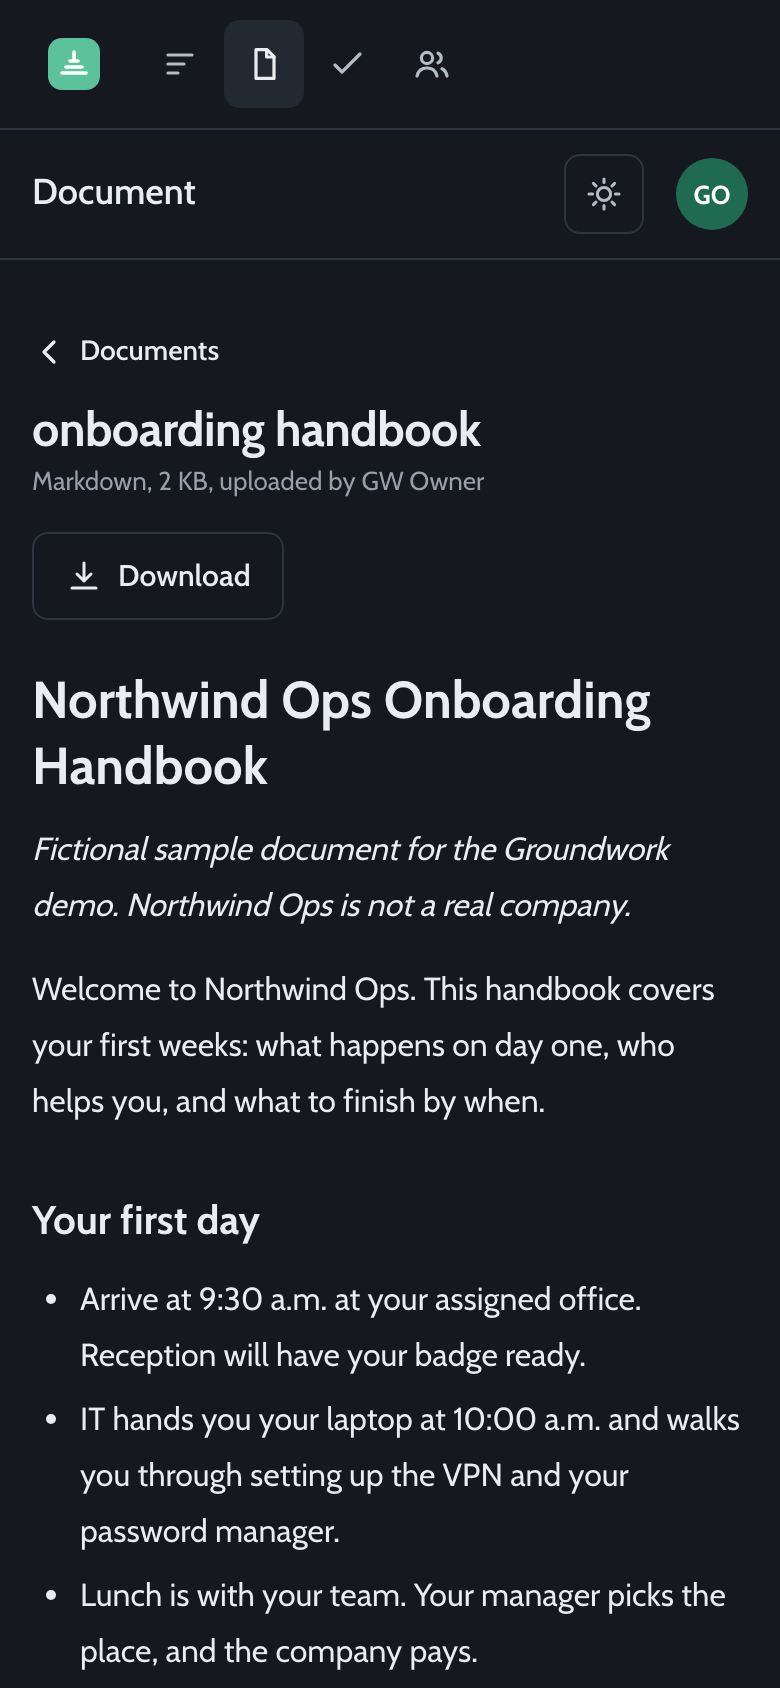 Document
GO
Documents
onboarding handbook
Markdown, 2 KB, uploaded by GW Owner
Download
Northwind Ops Onboarding
Handbook
Fictional sample document for the Groundwork
demo. Northwind Ops is not a real company.
Welcome to Northwind Ops. This handbook covers
your first weeks: what happens on day one, who
helps you, and what to finish by when.
Your first day
• Arrive at 9:30 a.m. at your assigned office.
Reception will have your badge ready.
• IT hands you your laptop at 10:00 a.m. and walks
you through setting up the VPN and your
password manager.
• Lunch is with your team. Your manager picks the
place, and the company pays.